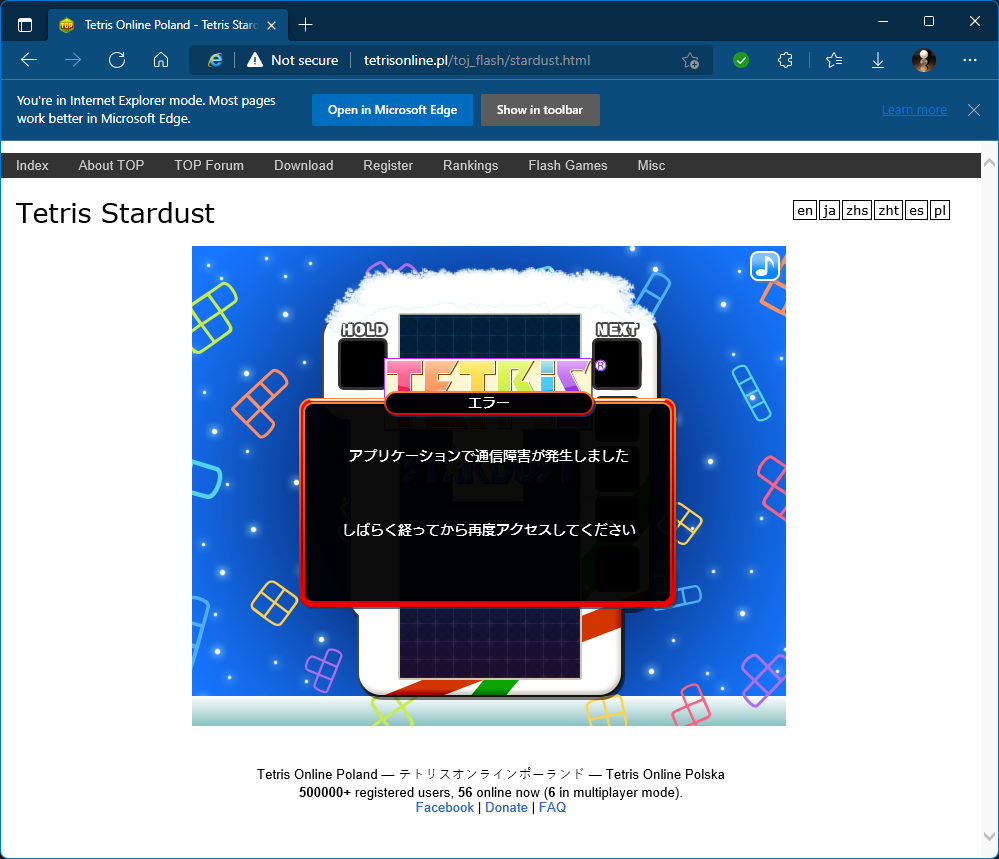 Tetris Online Poland - Tetris Stard
Not secure
tetrisonline.pl/toj_flash/stardust.html
You're in Internet Explorer mode. Most pages
work better in Microsoft Edge.
Open in Microsoft Edge
Show in toolbar
Learn more
Index
About TOP
TOP Forum
Download
Register
Rankings
Flash Games
Misc
Tetris Stardust
en
ja
zhs
zht
es
pl
HOLD
NEXT
TETRIS®
エラー
アプリケーションで通信障害が発生しました
STARDUST
しばらく経ってから再度アクセスしてください
Tetris Online Poland — テトリスオンラインポーランド — Tetris Online Polska
500000+ registered users, 56 online now (6 in multiplayer mode).
Facebook | Donate | FAQ